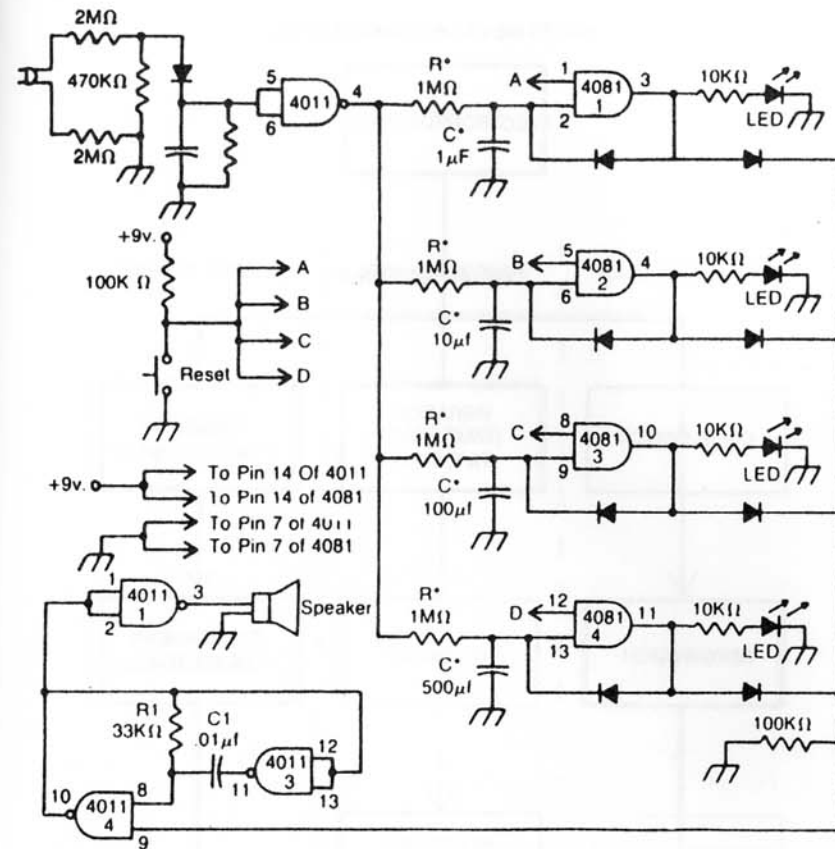 2MΩ
470KΩ
2MΩ
5
6
4011
4
R*
1MΩ
C*
1µF
A
1
2
4081
1
3
10KΩ
LED
+9v.
100K Ω
Reset
A
B
C
D
R*
1MΩ
C*
10µf
B
5
6
4081
2
4
10KΩ
LED
R*
1MΩ
C*
100µf
C
8
9
4081
3
10
10KΩ
LED
+9v.
To Pin 14 Of 4011
To Pin 14 of 4081
To Pin 7 of 4011
To Pin 7 of 4081
1
2
4011
1
3
Speaker
R*
1MΩ
C*
500µf
D
12
13
4081
4
11
10KΩ
LED
100KΩ
R1
33KΩ
C1
.01µf
11
4011
3
12
13
10
4011
4
8
9